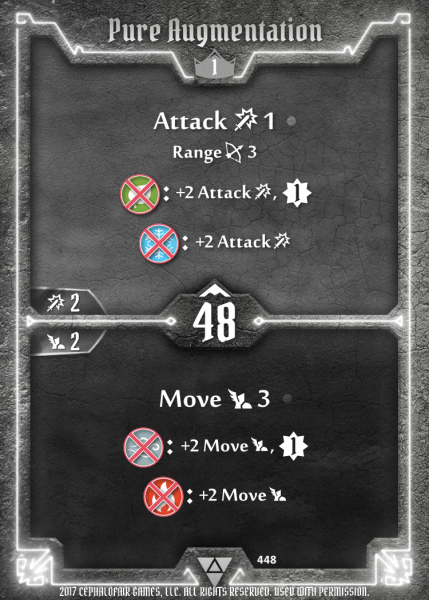 Pure Augmentation
1
Attack 1
Range 3
: +2 Attack , 1
: +2 Attack
2
48
2
Move 3
: +2 Move , 1
: +2 Move
448
2017 CEPHALOFAIR GAMES, LLC. ALL RIGHTS RESERVED. USED WITH PERMISSION.